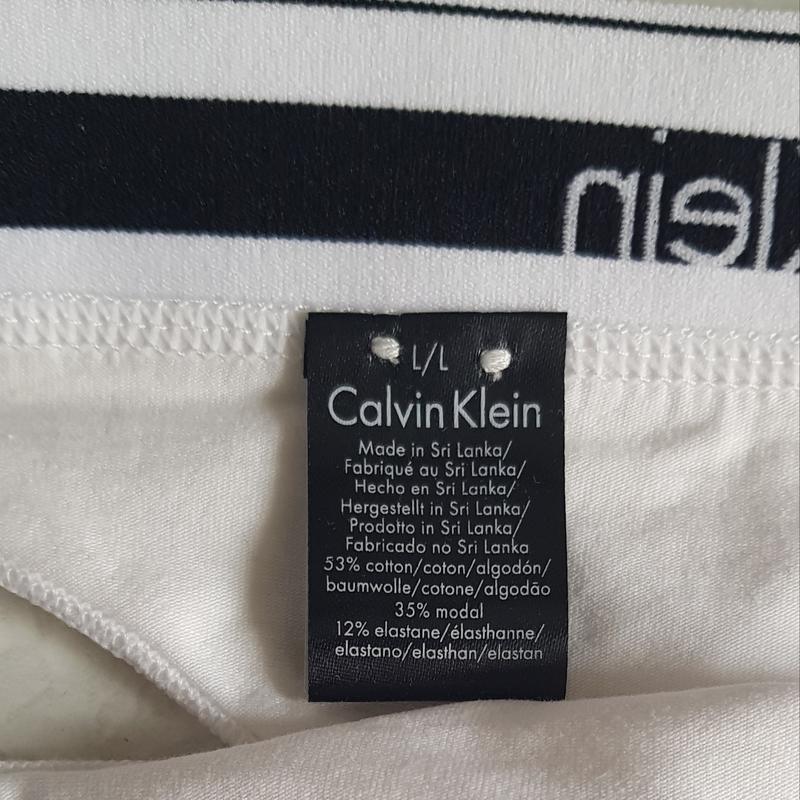 Klein
L/L
Calvin Klein
Made in Sri Lanka/
Fabriqué au Sri Lanka/
Hecho en Sri Lanka/
Hergestellt in Sri Lanka/
Prodotto in Sri Lanka/
Fabricado no Sri Lanka
53% cotton/coton/algodón/
baumwolle/cotone/algodão
35% modal
12% elastane/élasthanne/
elastano/elasthan/elastan